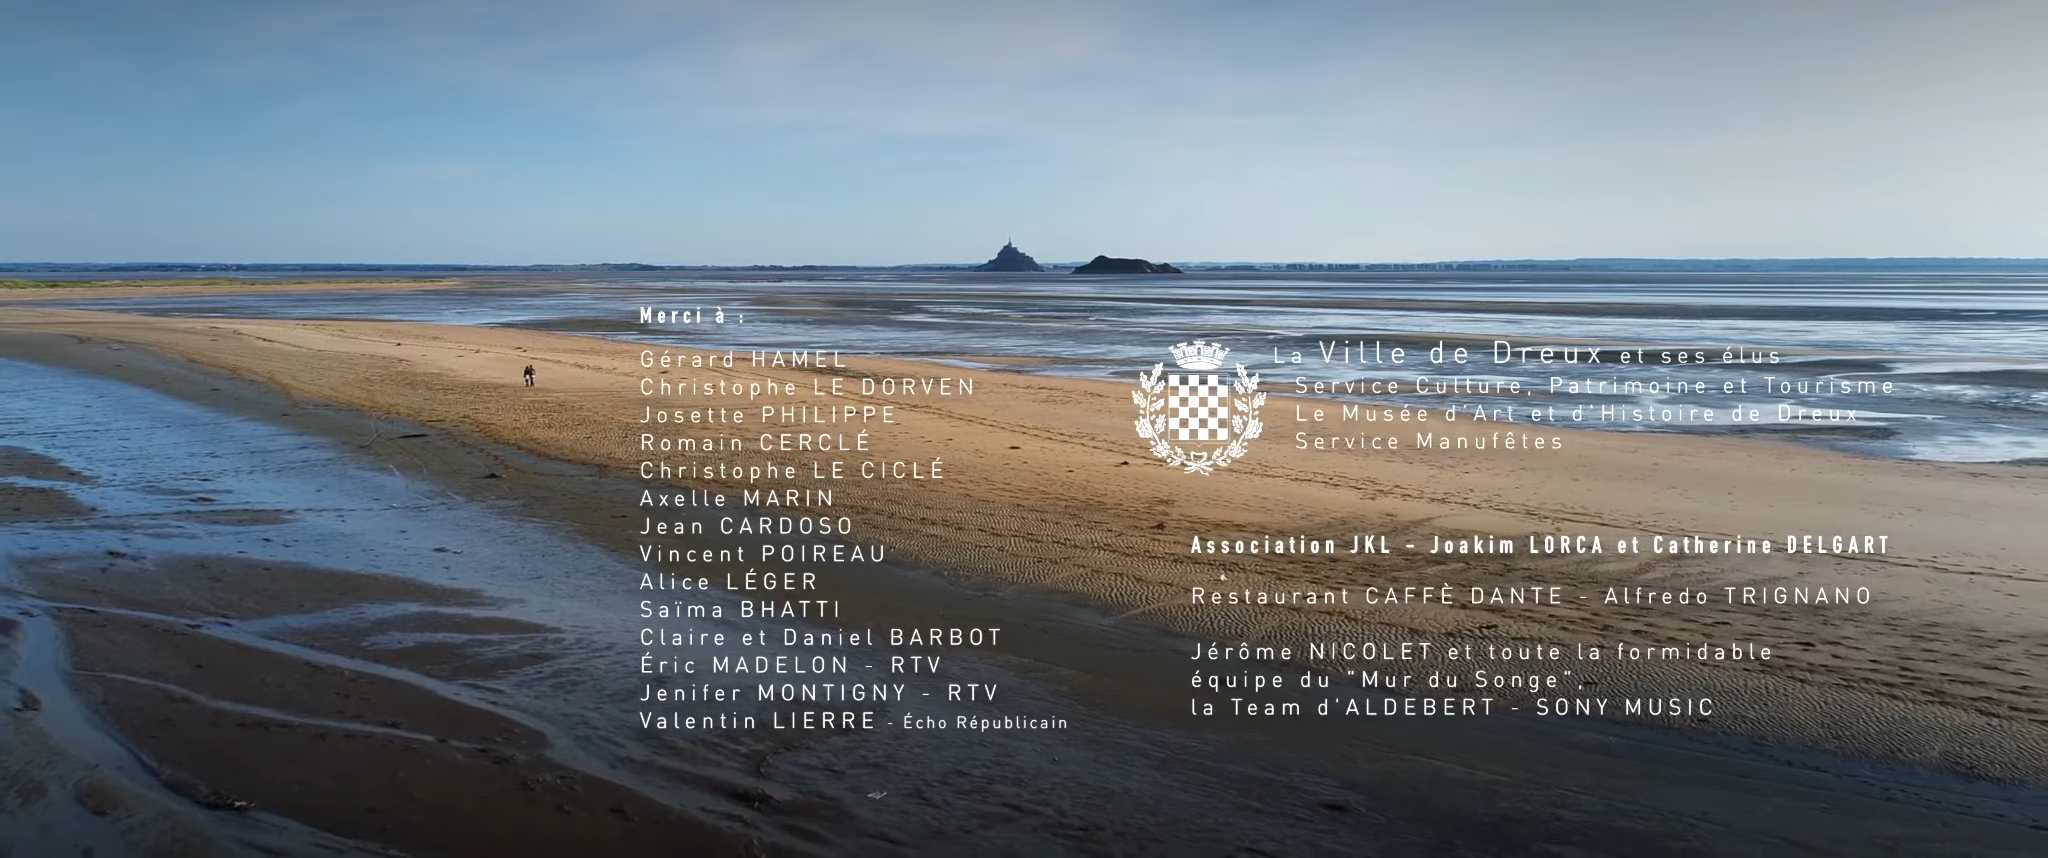 Merci à :
Gérard HAMEL
Christophe LE DORVEN
Josette PHILIPPE
Romain CERCLÉ
Christophe LE CICLÉ
Axelle MARIN
Jean CARDOSO
Vincent POIREAU
Alice LÉGER
Saïma BHATTI
Claire et Daniel BARBOT
Éric MADELON - RTV
Jenifer MONTIGNY - RTV
Valentin LIERRE - Écho Républicain
La Ville de Dreux et ses élus
Service Culture, Patrimoine et Tourisme
Le Musée d'Art et d'Histoire de Dreux
Service Manufêtes
Association JKL - Joakim LORCA et Catherine DELGART
Restaurant CAFFÈ DANTE - Alfredo TRIGNANO
Jérôme NICOLET et toute la formidable
équipe du "Mur du Songe",
la Team d'ALDEBERT - SONY MUSIC